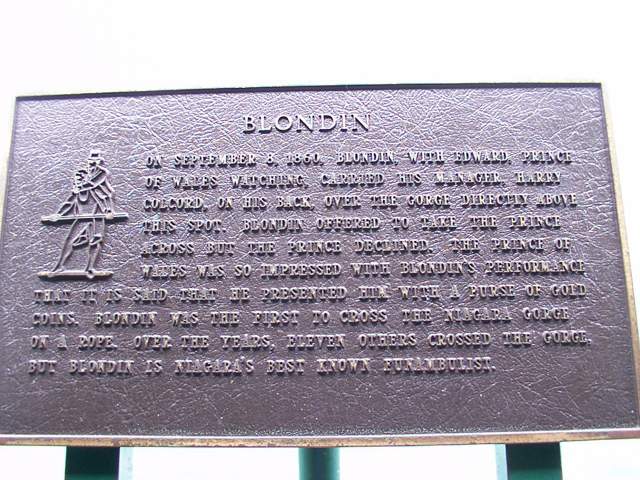 BLONDIN
ON SEPTEMBER 8, 1860, BLONDIN, WITH EDWARD PRINCE
OF WALES WATCHING, CARRIED HIS MANAGER, HARRY
COLCORD, ON HIS BACK, OVER THE GORGE DIRECTLY ABOVE
THIS SPOT. BLONDIN OFFERED TO TAKE THE PRINCE
ACROSS BUT THE PRINCE DECLINED. THE PRINCE OF
WALES WAS SO IMPRESSED WITH BLONDIN'S PERFORMANCE
THAT IT IS SAID THAT HE PRESENTED HIM WITH A PURSE OF GOLD
COINS. BLONDIN WAS THE FIRST TO CROSS THE NIAGARA GORGE
ON A ROPE. OVER THE YEARS, ELEVEN OTHERS CROSSED THE GORGE,
BUT BLONDIN IS NIAGARA'S BEST KNOWN FUNAMBULIST.